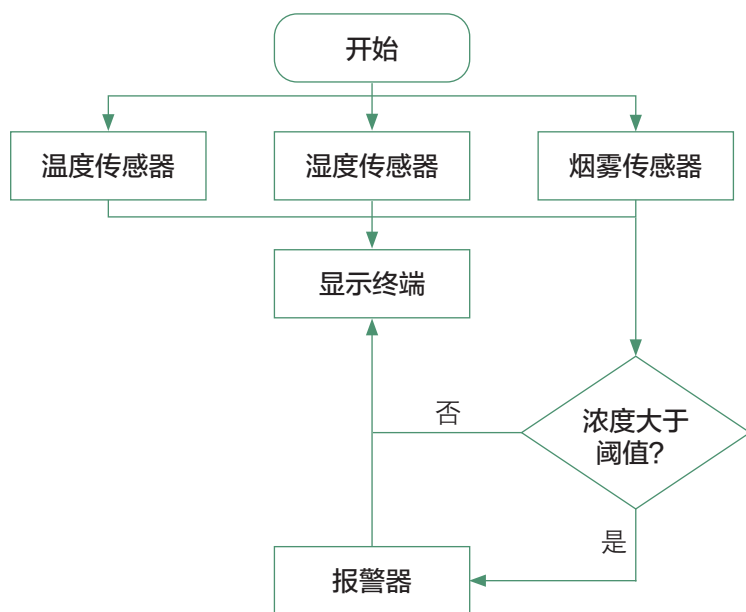 开始
温度传感器
湿度传感器
烟雾传感器
显示终端
否
浓度大于
阈值?
是
报警器